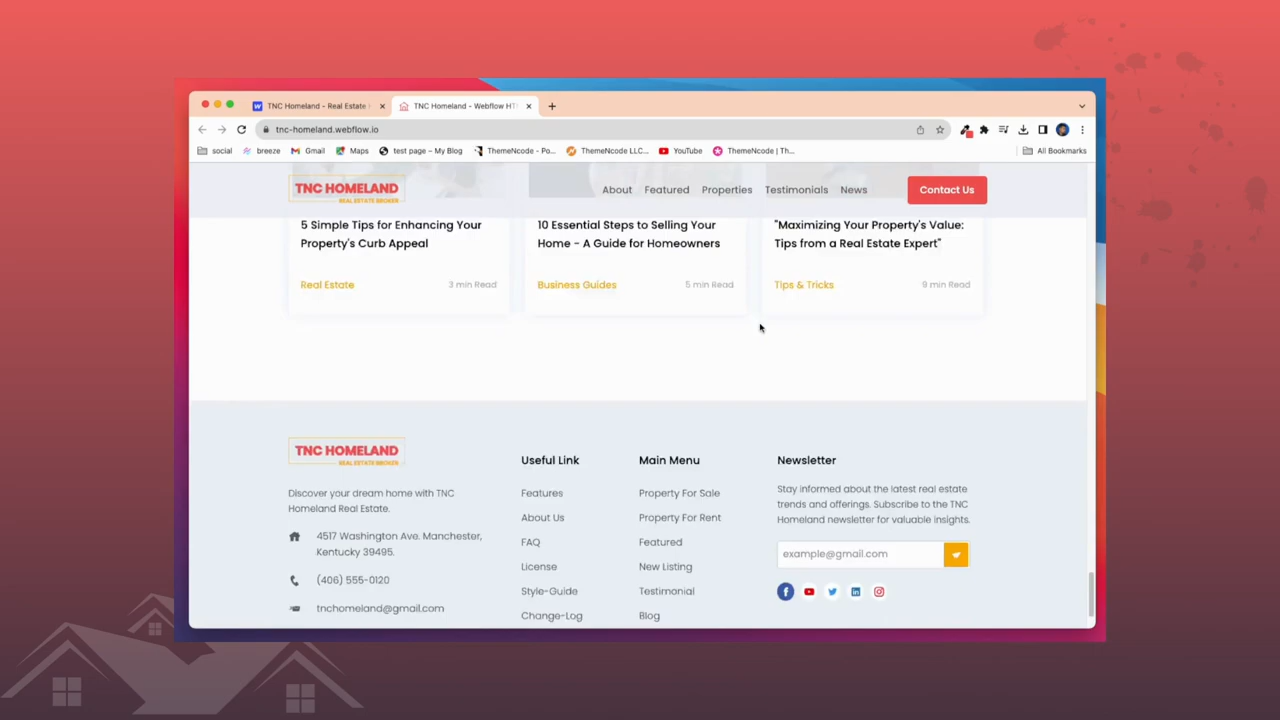 TNC Homeland - Real Estate
TNC Homeland - Webflow HT
tnc-homeland.webflow.io
social
breeze
Gmail
Maps
test page – My Blog
ThemeNcode - Po...
ThemeNcode LLC...
YouTube
ThemeNcode | Th...
All Bookmarks
TNC HOMELAND
REAL ESTATE BROKER
About
Featured
Properties
Testimonials
News
Contact Us
5 Simple Tips for Enhancing Your
Property's Curb Appeal
Real Estate
3 min Read
10 Essential Steps to Selling Your
Home - A Guide for Homeowners
Business Guides
5 min Read
"Maximizing Your Property's Value:
Tips from a Real Estate Expert"
Tips & Tricks
9 min Read
TNC HOMELAND
REAL ESTATE BROKER
Discover your dream home with TNC
Homeland Real Estate.
4517 Washington Ave. Manchester,
Kentucky 39495.
(406) 555-0120
tnchomeland@gmail.com
Useful Link
Features
About Us
FAQ
License
Style-Guide
Change-Log
Main Menu
Property For Sale
Property For Rent
Featured
New Listing
Testimonial
Blog
Newsletter
Stay informed about the latest real estate
trends and offerings. Subscribe to the TNC
Homeland newsletter for valuable insights.
example@gmail.com